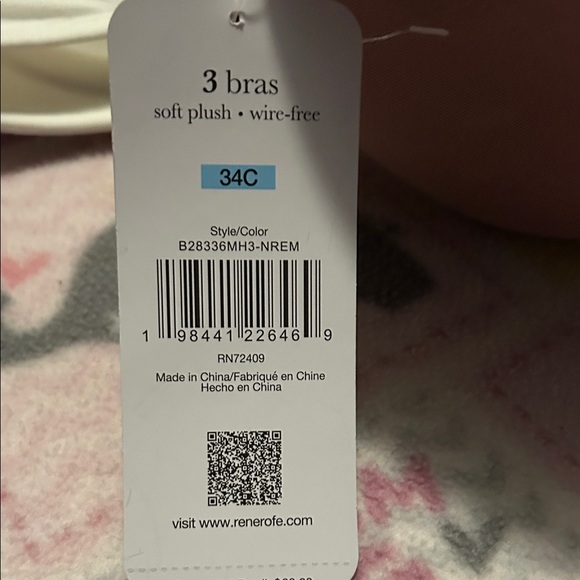 3 bras
soft plush • wire-free
34C
Style/Color
B28336MH3-NREM
1 98441 22646 9
RN72409
Made in China/Fabriqué en Chine
Hecho en China
visit www.renerofe.com